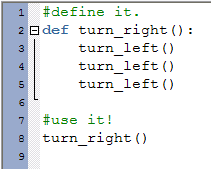 1 #define it.
2 def turn_right():
3     turn_left()
4     turn_left()
5     turn_left()
6
7 #use it!
8 turn_right()
9